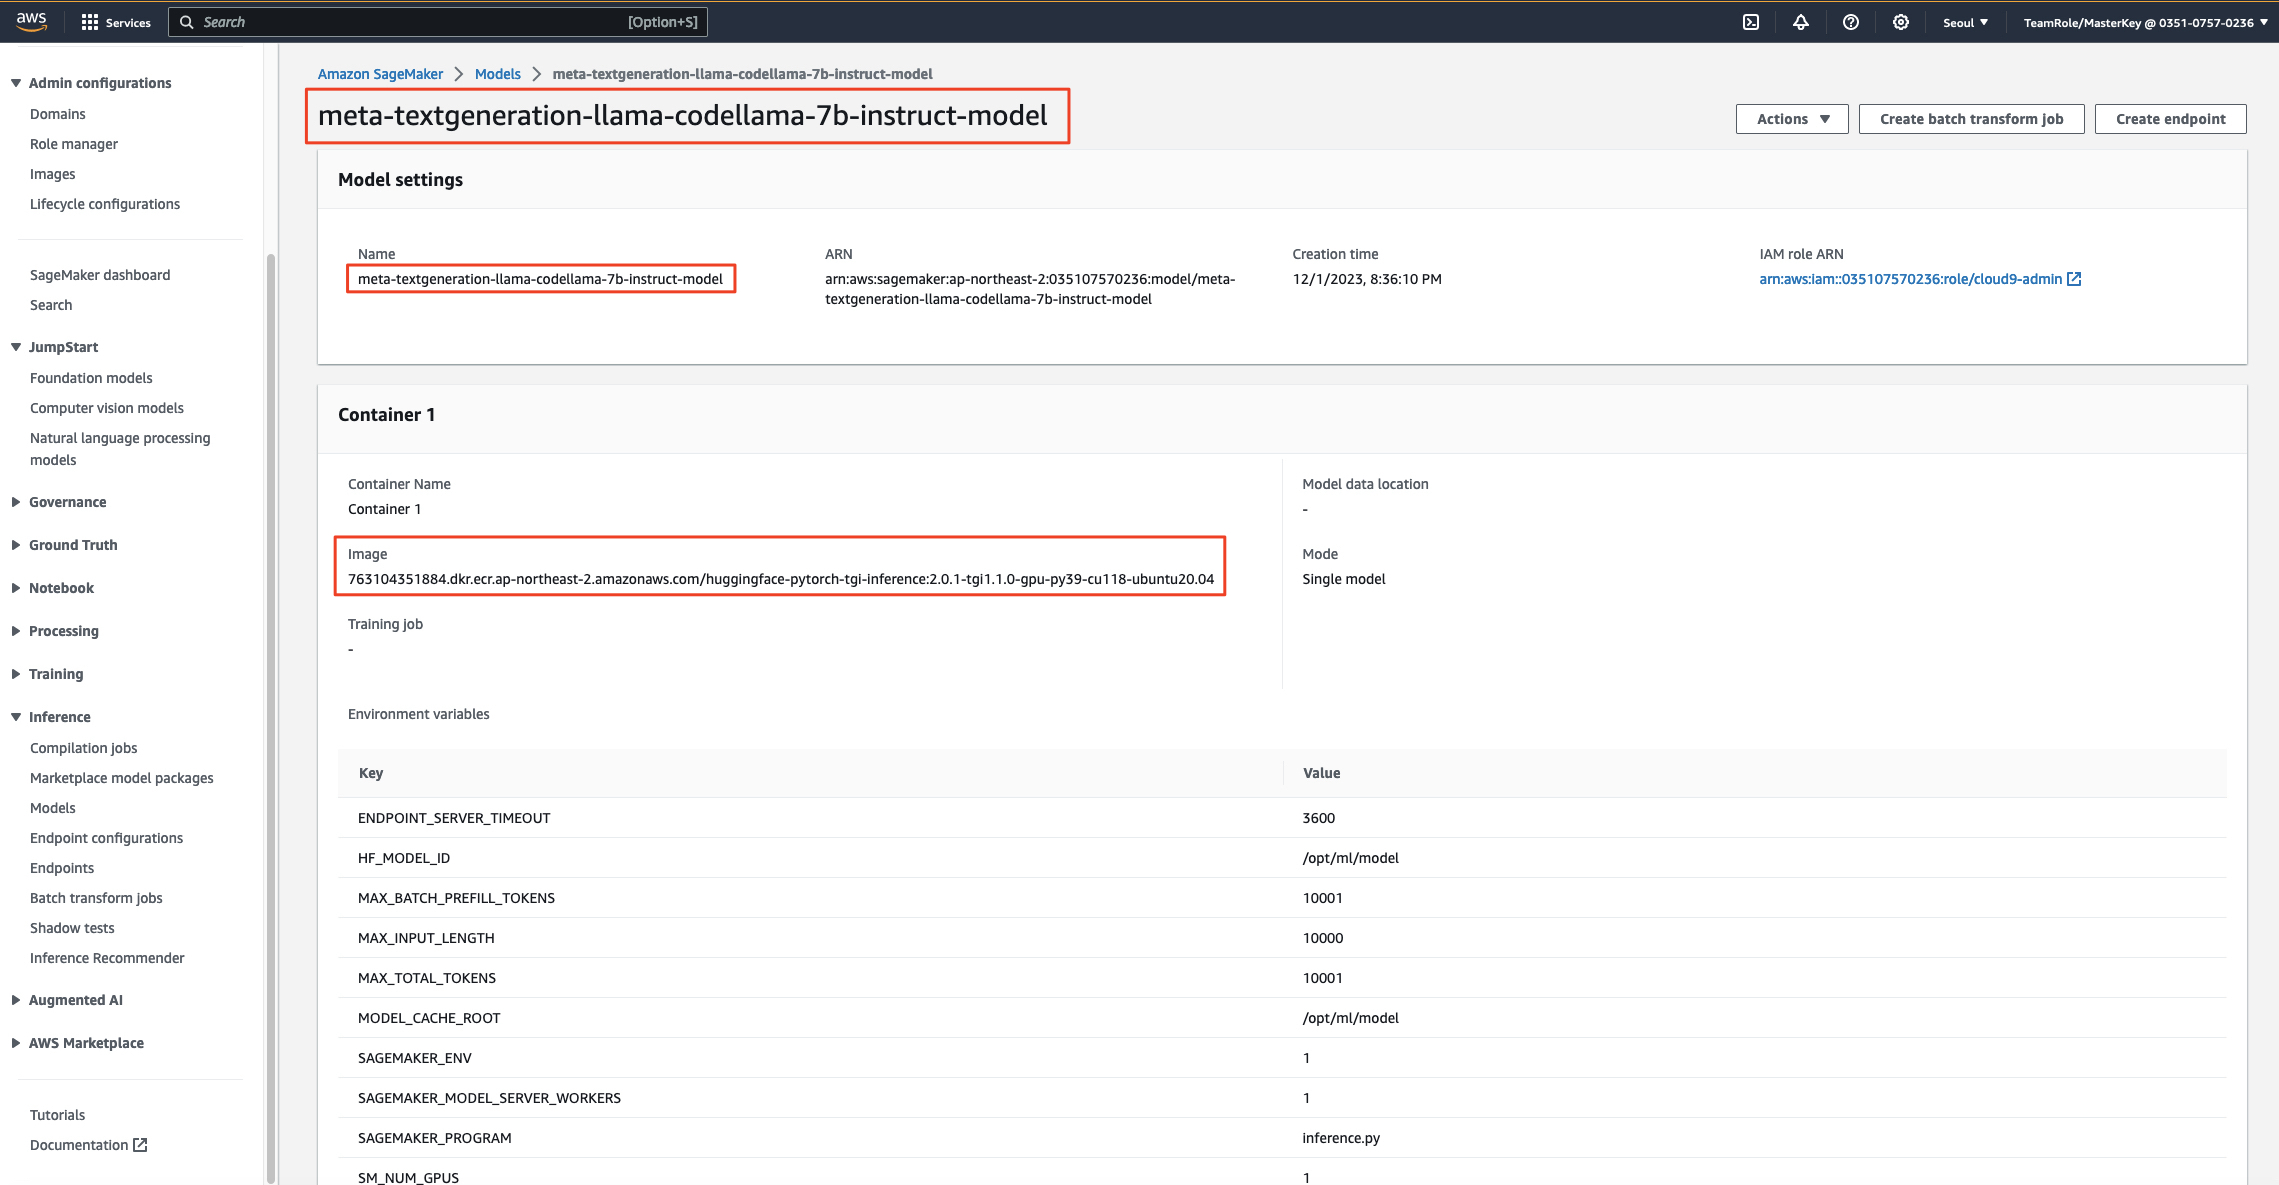 aws
Services
Search
[Option+S]
Seoul ▼
TeamRole/MasterKey @ 0351-0757-0236 ▼
Admin configurations
Domains
Role manager
Images
Lifecycle configurations
SageMaker dashboard
Search
JumpStart
Foundation models
Computer vision models
Natural language processing
models
Governance
Ground Truth
Notebook
Processing
Training
Inference
Compilation jobs
Marketplace model packages
Models
Endpoint configurations
Endpoints
Batch transform jobs
Shadow tests
Inference Recommender
Augmented AI
AWS Marketplace
Tutorials
Documentation
Amazon SageMaker > Models > meta-textgeneration-llama-codellama-7b-instruct-model
meta-textgeneration-llama-codellama-7b-instruct-model
Actions ▼
Create batch transform job
Create endpoint
Model settings
Name
meta-textgeneration-llama-codellama-7b-instruct-model
ARN
arn:aws:sagemaker:ap-northeast-2:035107570236:model/meta-
textgeneration-llama-codellama-7b-instruct-model
Creation time
12/1/2023, 8:36:10 PM
IAM role ARN
arn:aws:iam::035107570236:role/cloud9-admin
Container 1
Container Name
Container 1
Image
763104351884.dkr.ecr.ap-northeast-2.amazonaws.com/huggingface-pytorch-tgi-inference:2.0.1-tgi1.1.0-gpu-py39-cu118-ubuntu20.04
Training job
-
Model data location
-
Mode
Single model
Environment variables
Key Value
ENDPOINT_SERVER_TIMEOUT 3600
HF_MODEL_ID /opt/ml/model
MAX_BATCH_PREFILL_TOKENS 10001
MAX_INPUT_LENGTH 10000
MAX_TOTAL_TOKENS 10001
MODEL_CACHE_ROOT /opt/ml/model
SAGEMAKER_ENV 1
SAGEMAKER_MODEL_SERVER_WORKERS 1
SAGEMAKER_PROGRAM inference.py
SM_NUM_GPUS 1